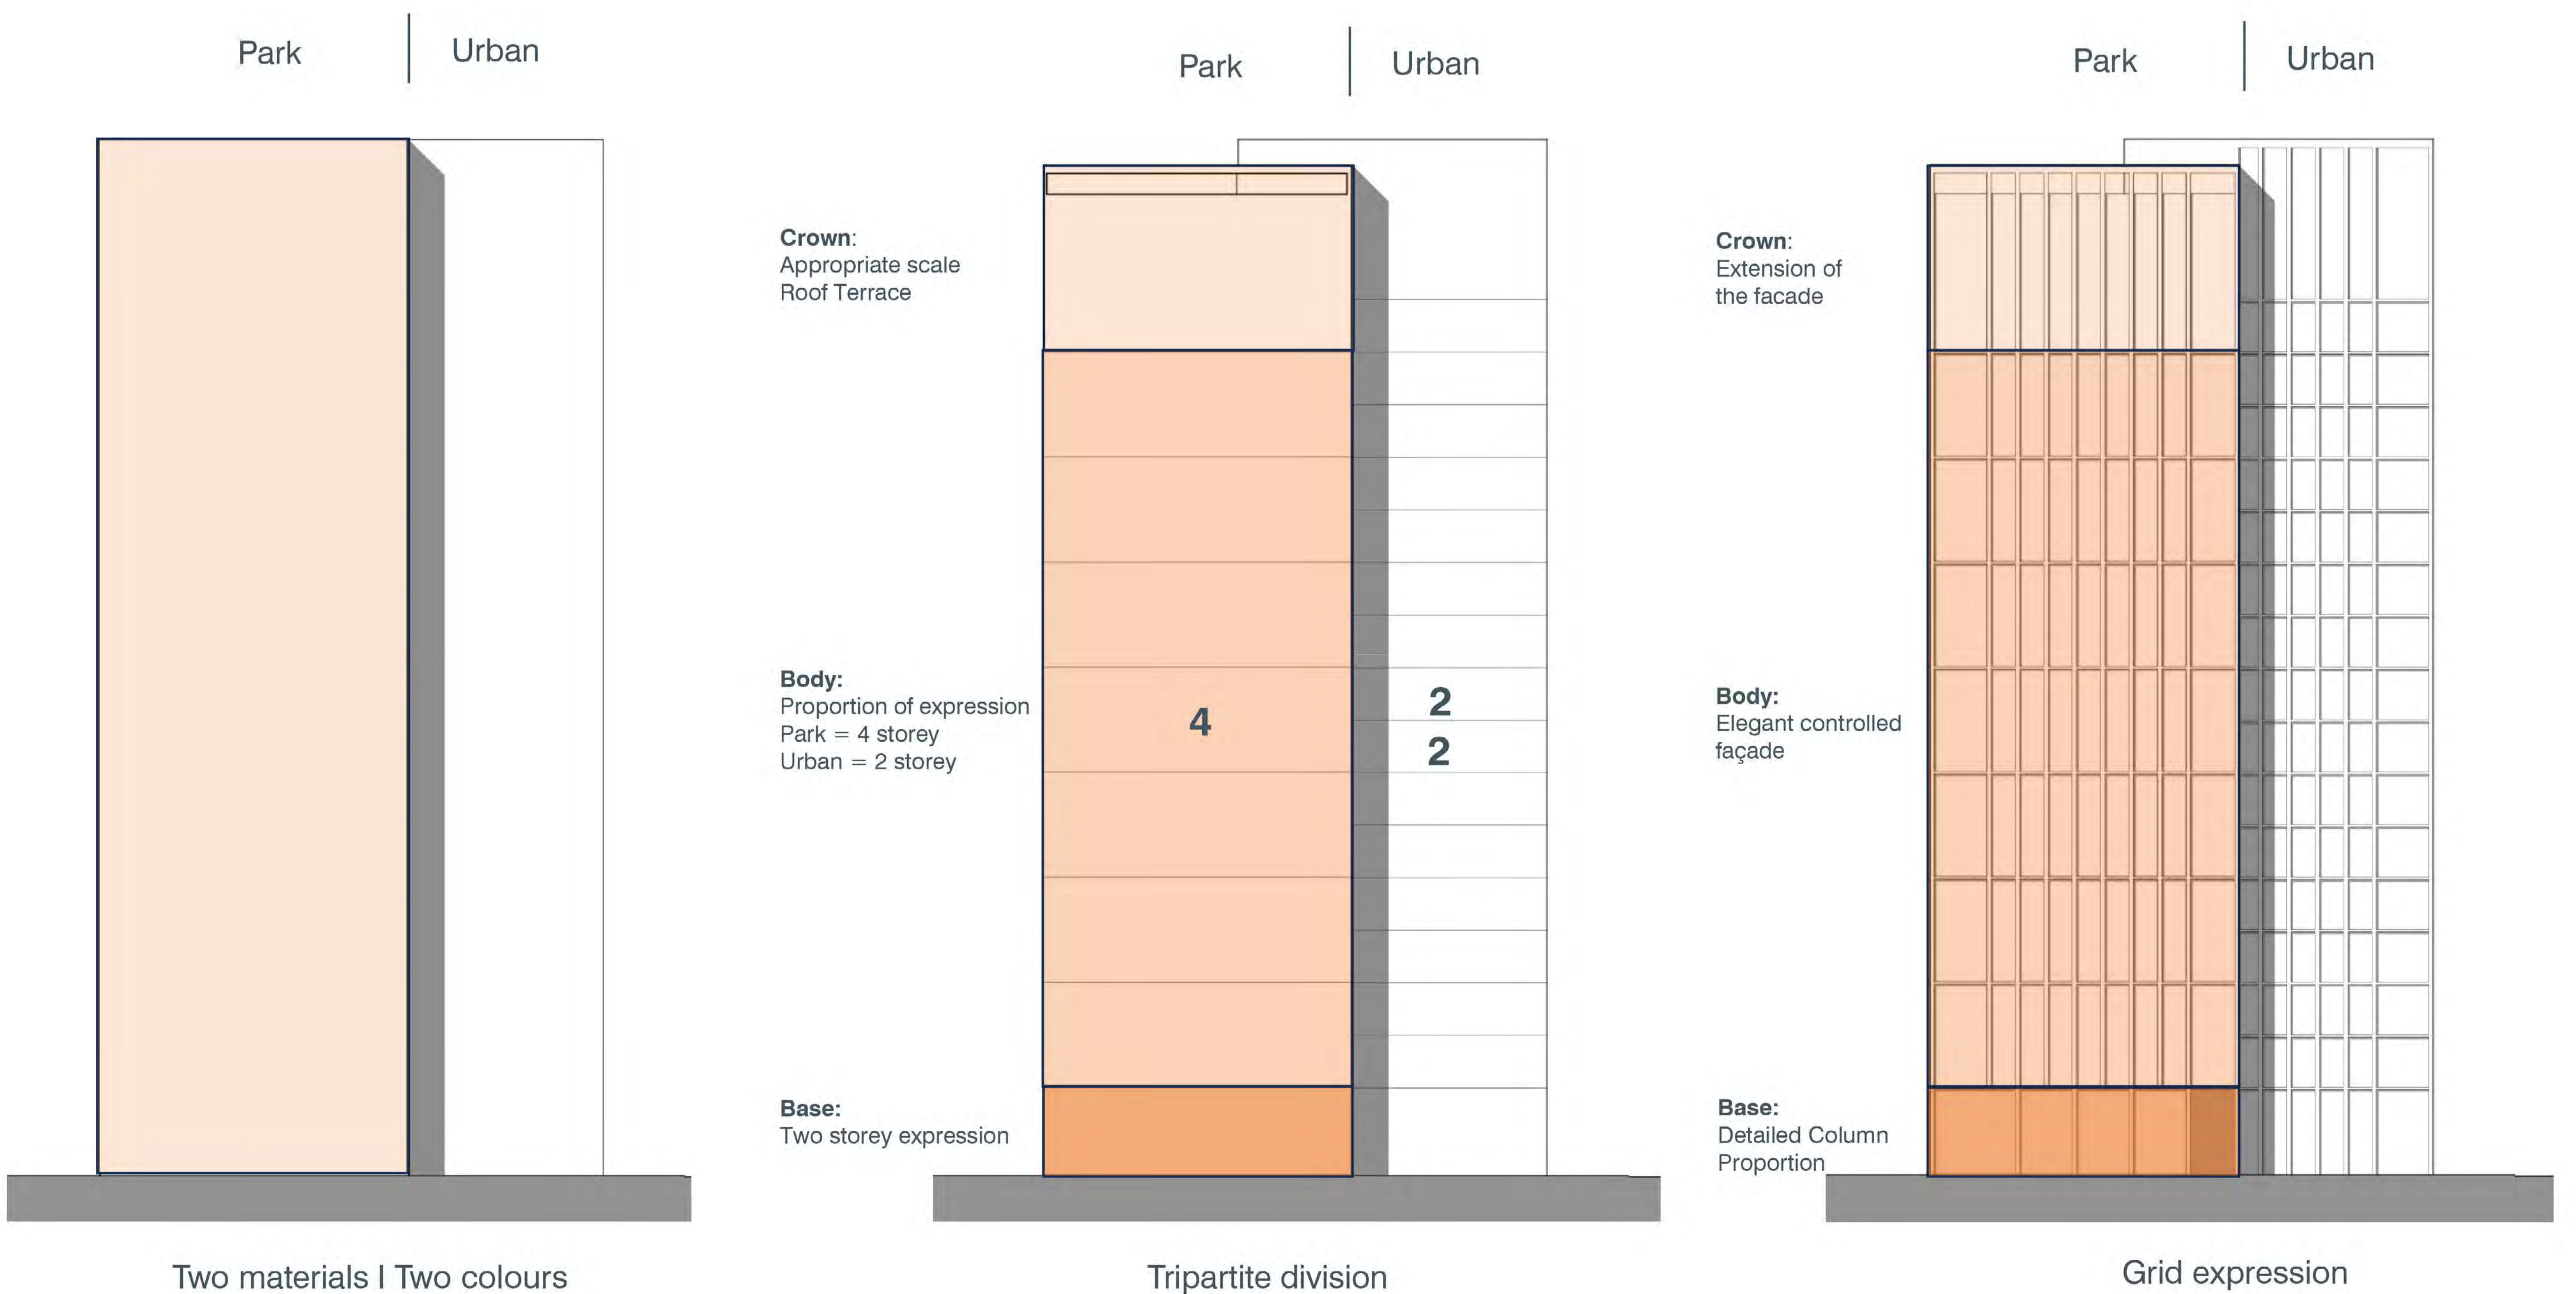 Park | Urban
Two materials I Two colours
Park | Urban
Crown:
Appropriate scale
Roof Terrace
Body:
Proportion of expression
Park = 4 storey
Urban = 2 storey
4
2
2
Base:
Two storey expression
Tripartite division
Park | Urban
Crown:
Extension of
the facade
Body:
Elegant controlled
façade
Base:
Detailed Column
Proportion
Grid expression